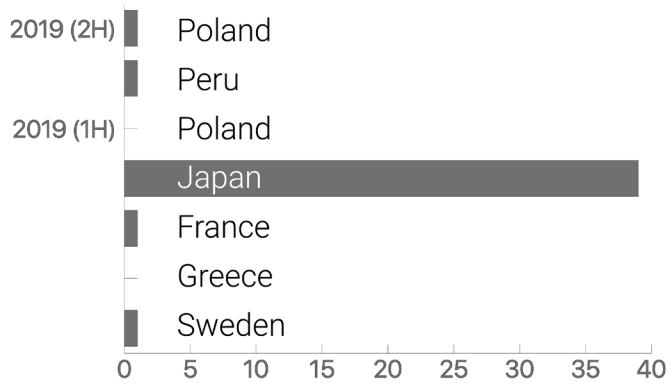 2019 (2H) Poland
Peru
2019 (1H) Poland
Japan
France
Greece
Sweden
0 5 10 15 20 25 30 35 40